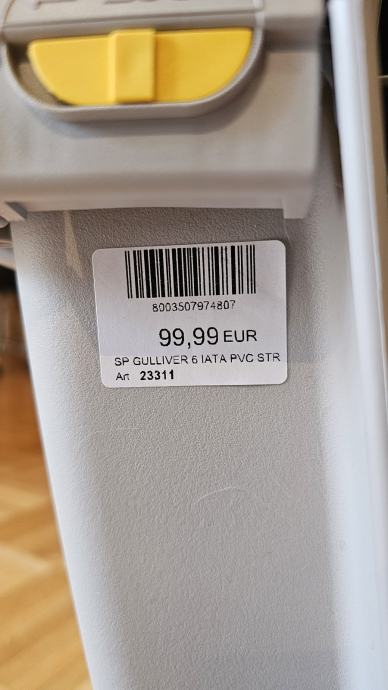 8003507974807
99,99 EUR
SP GULLIVER 6 IATA PVC STR
Art 23311